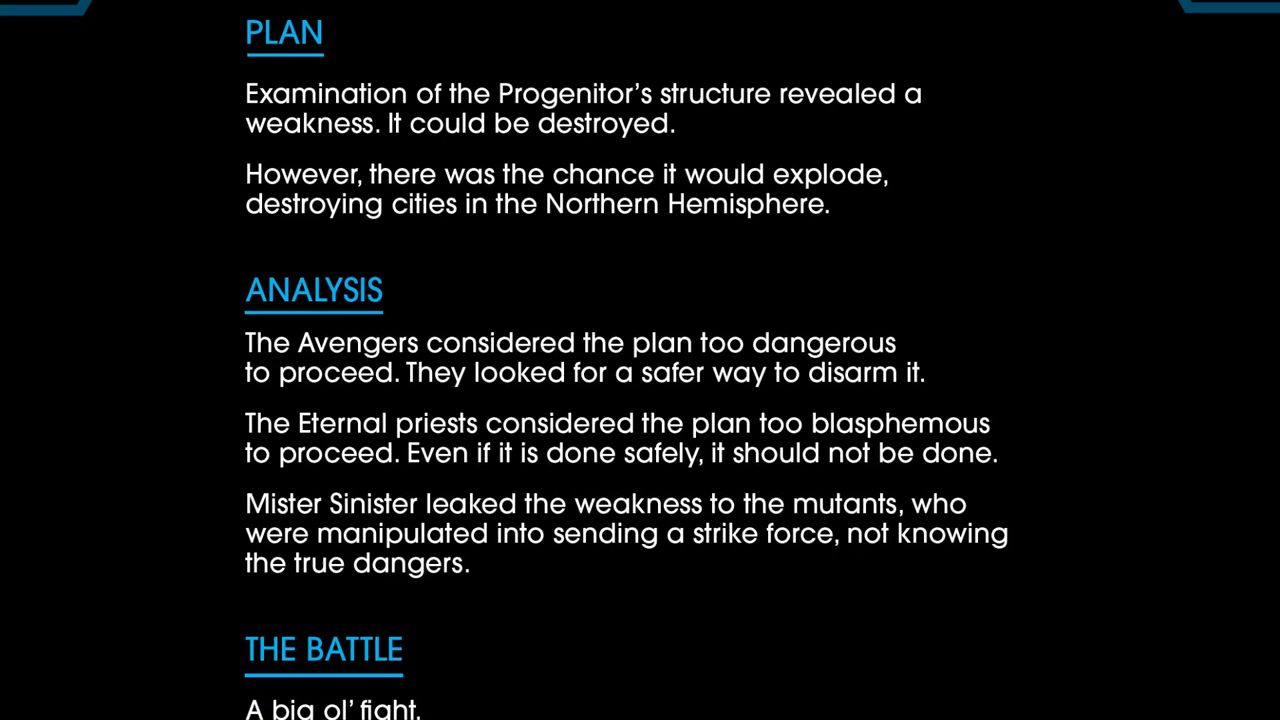 PLAN
Examination of the Progenitor’s structure revealed a
weakness. It could be destroyed.
However, there was the chance it would explode,
destroying cities in the Northern Hemisphere.
ANALYSIS
The Avengers considered the plan too dangerous
to proceed. They looked for a safer way to disarm it.
The Eternal priests considered the plan too blasphemous
to proceed. Even if it is done safely, it should not be done.
Mister Sinister leaked the weakness to the mutants, who
were manipulated into sending a strike force, not knowing
the true dangers.
THE BATTLE
A big ol’ fight.